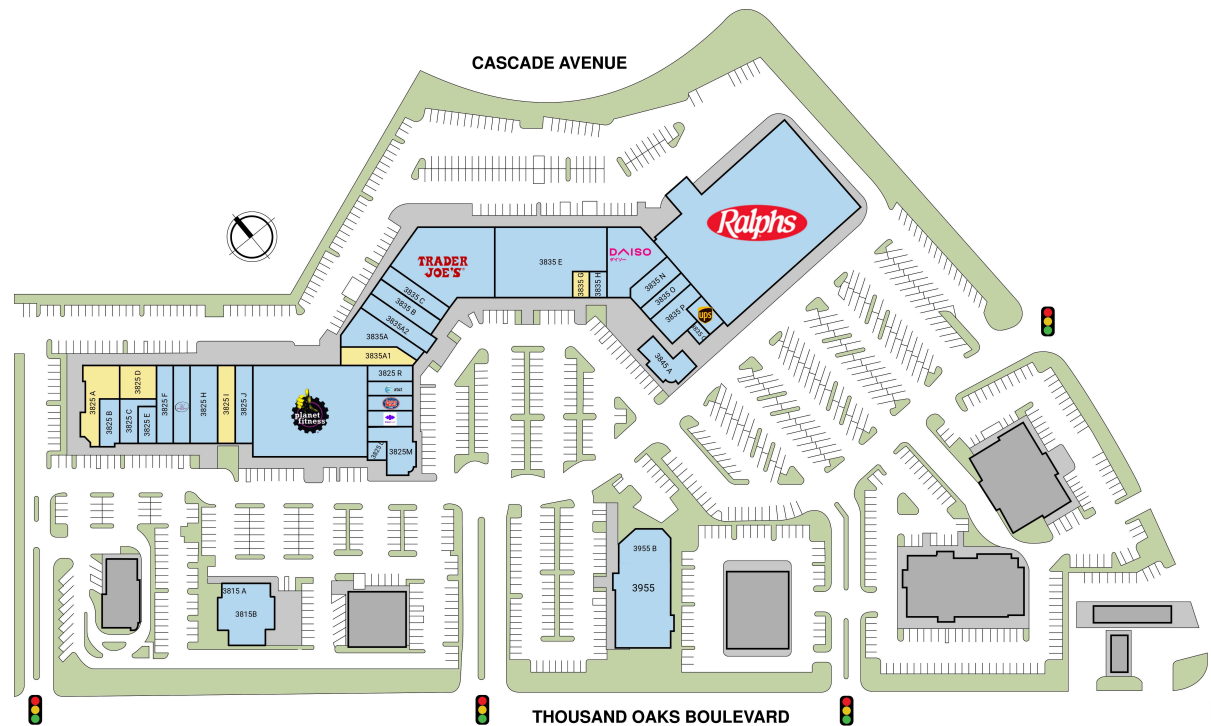 CASCADE AVENUE
Ralphs
TRADER
JOE'S
3835 E
DAISO
ダイソー
3835 G
3835 H
3835 N
3835 O
3835 P
ups
3835 C
3835 B
3835A2
3835A
3835A1
3845 A
3825 A
3825 D
3825 B
3825 C
3825 E
3825 F
3825 H
3825 I
3825 J
planet
fitness
3825 R
at&t
3825M
3955 B
3955
3815 A
3815B
THOUSAND OAKS BOULEVARD